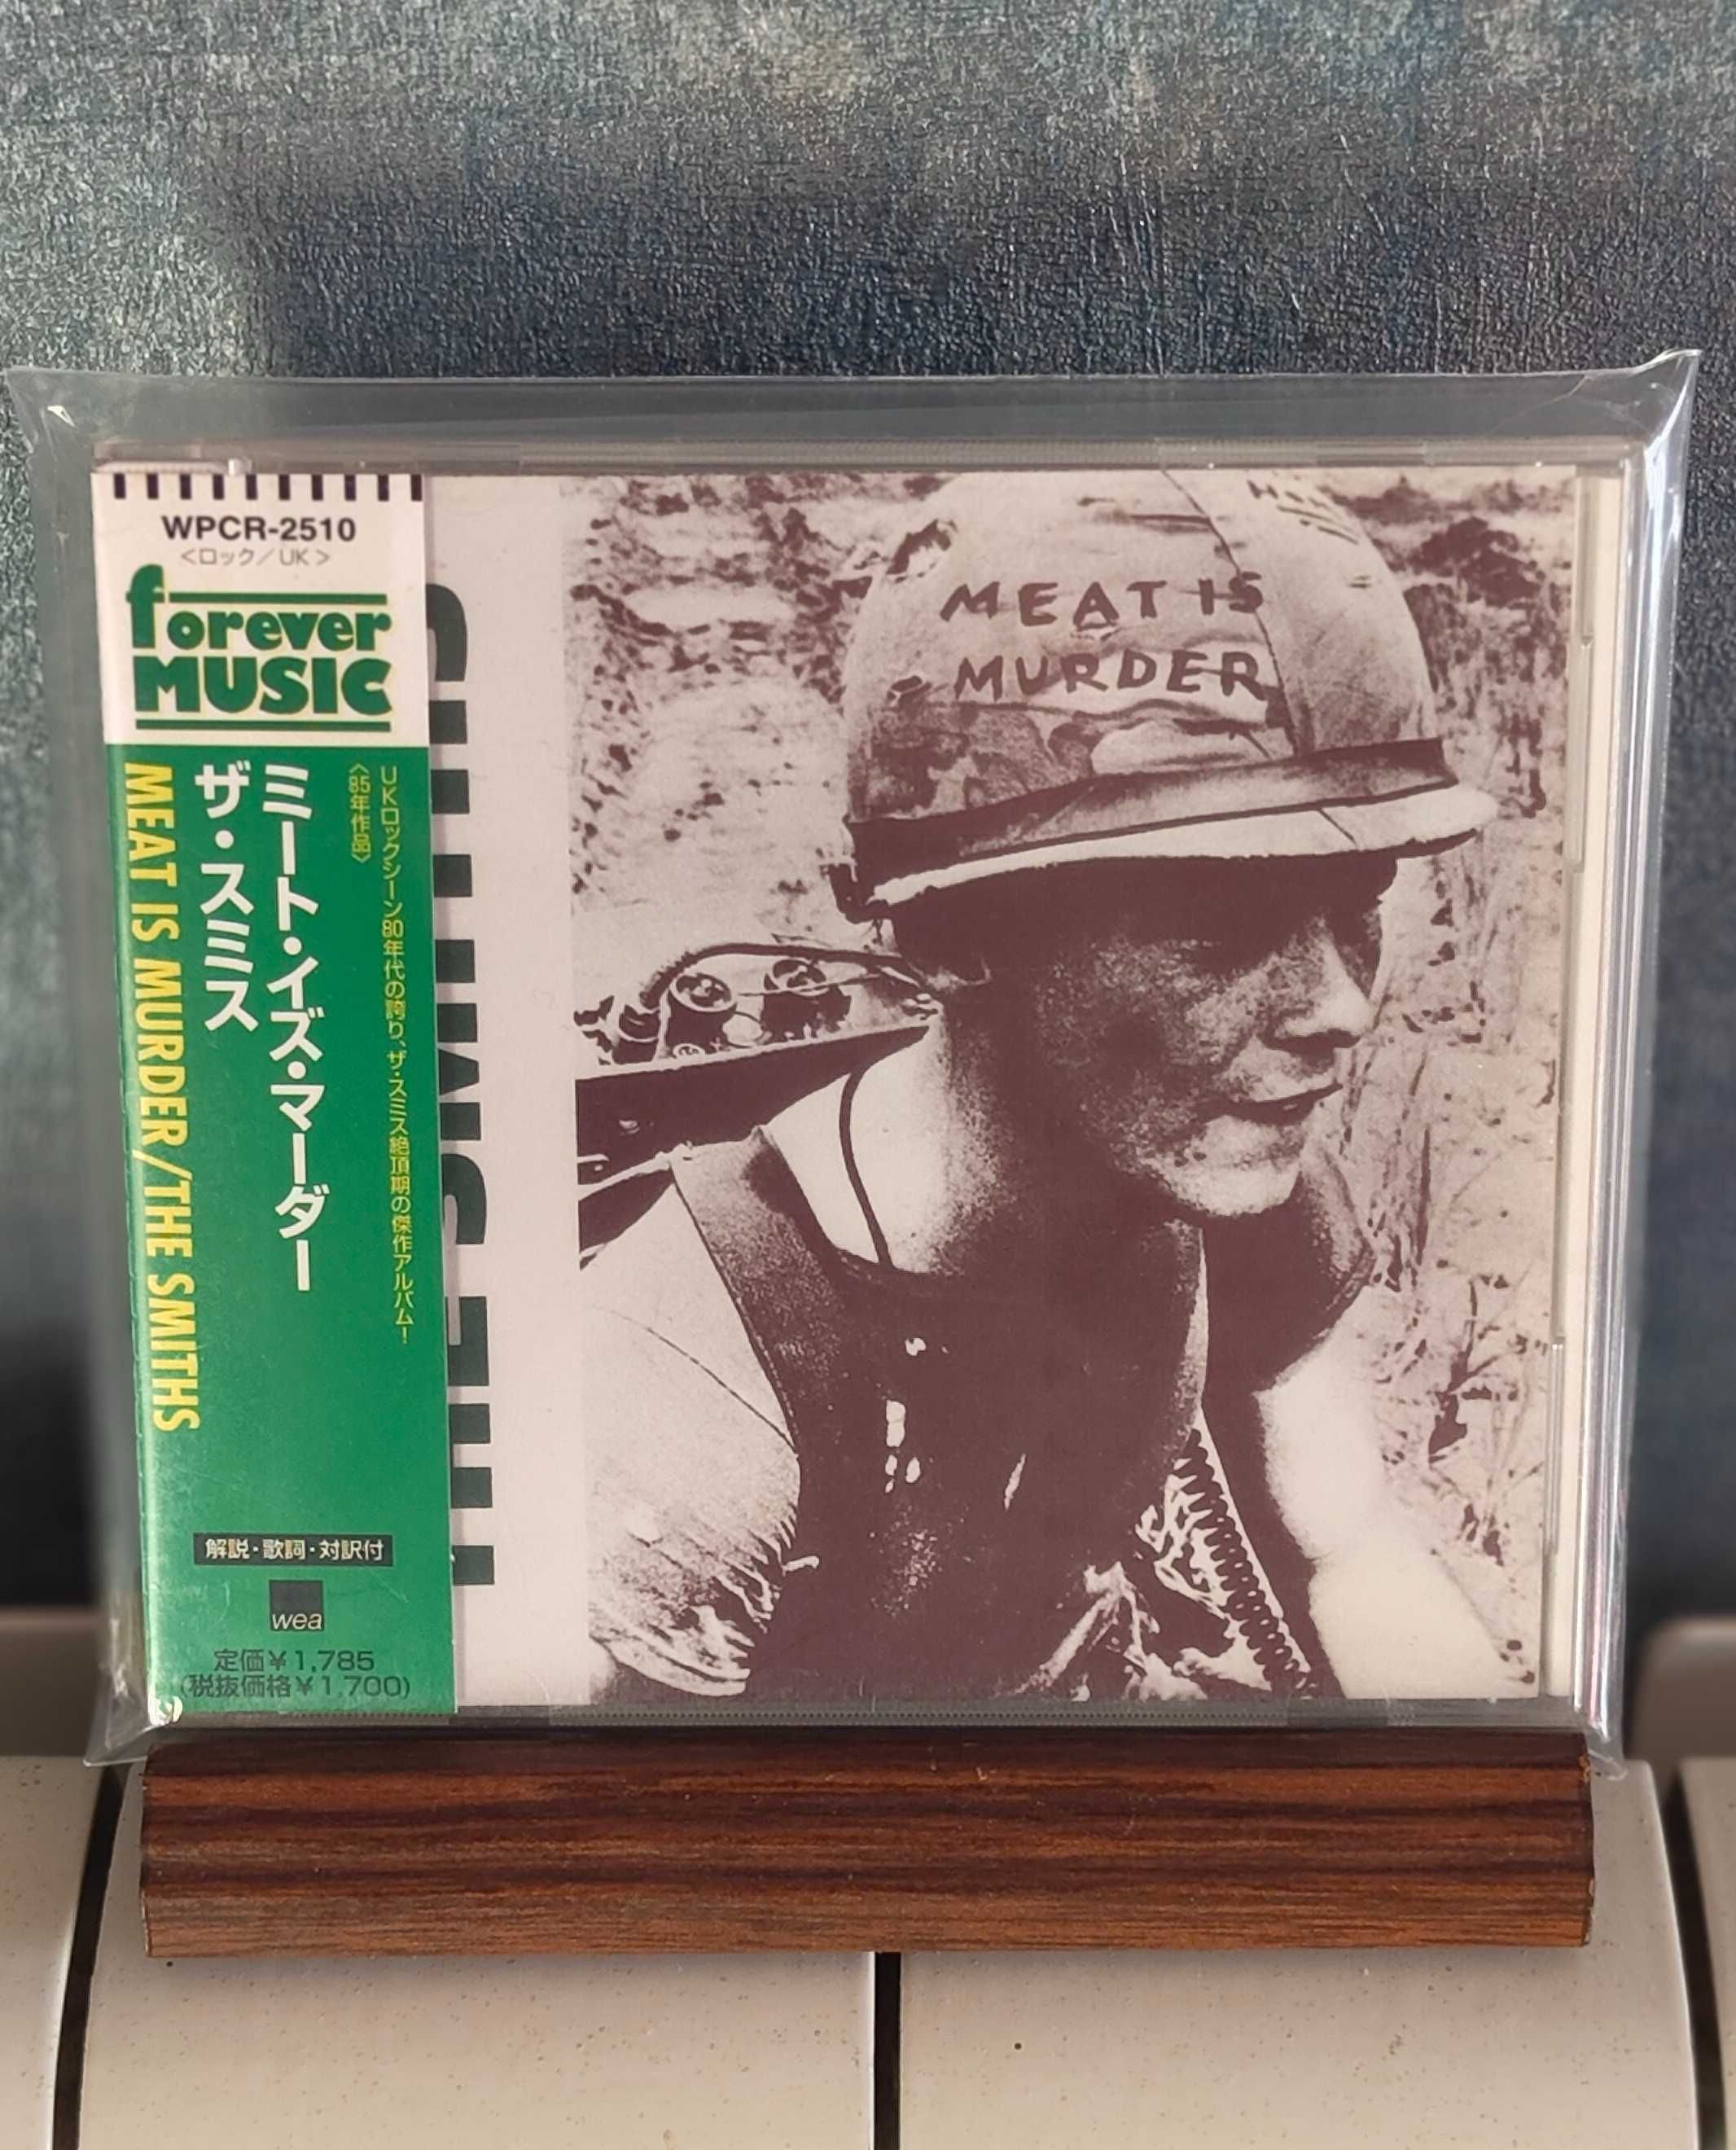 WPCR-2510
<ロック/UK>
forever
MUSIC
UKロックシーン80年代の誇り、ザ・スミス絶頂期の傑作アルバム!
〈85年作品〉
ミート・イズ・マーダー
ザ・スミス
MEAT IS MURDER/THE SMITHS
解説・歌詞・対訳付
wea
定価¥1,785
(税抜価格¥1,700)
THE SMITHS
MEAT IS
MURDER